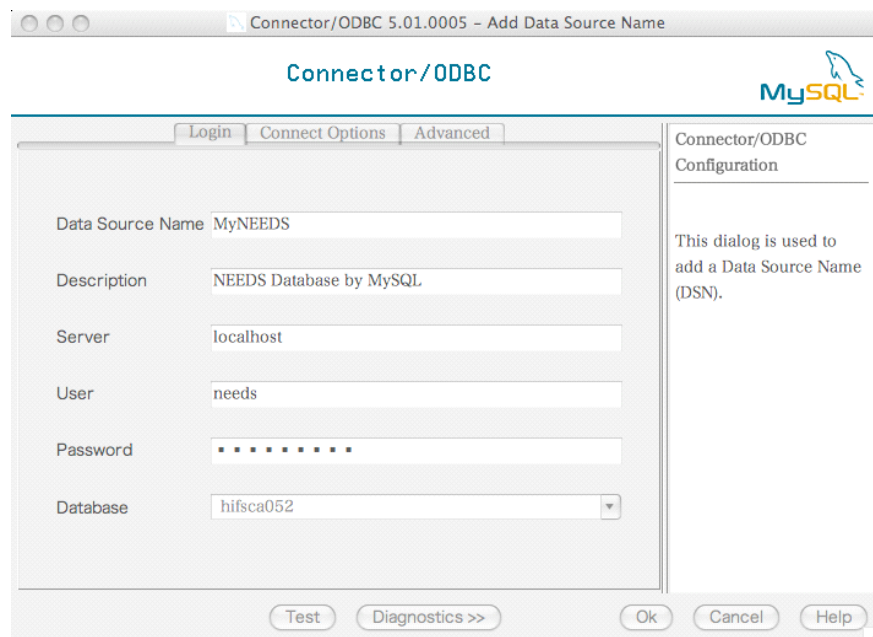 Connector/ODBC 5.01.0005 – Add Data Source Name
Connector/ODBC
MySQL
Login
Connect Options
Advanced
Data Source Name MyNEEDS
Description NEEDS Database by MySQL
Server localhost
User needs
Password ▪ ▪ ▪ ▪ ▪ ▪ ▪ ▪ ▪
Database hifsca052
Connector/ODBC
Configuration
This dialog is used to
add a Data Source Name
(DSN).
Test
Diagnostics >>
Ok
Cancel
Help